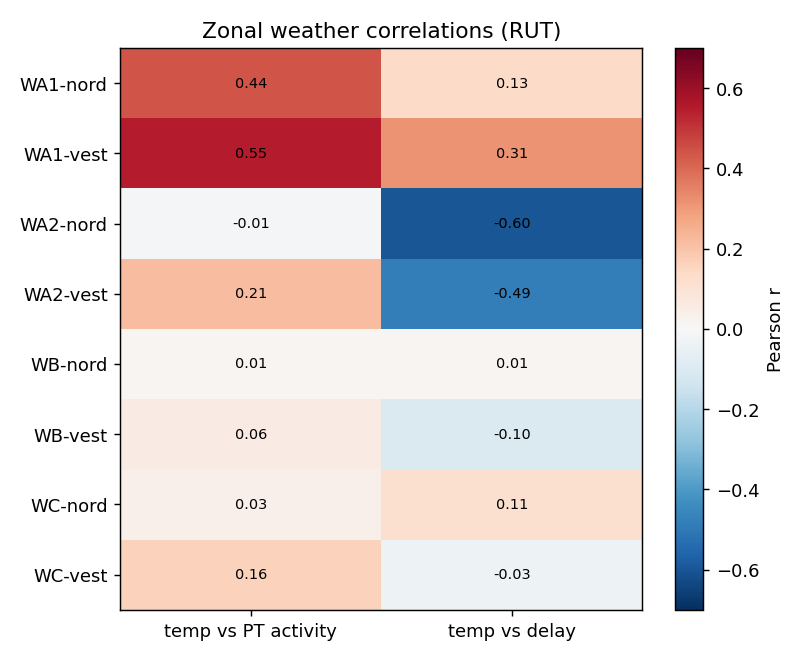 Zonal weather correlations (RUT)
WA1-nord 0.44 0.13
WA1-vest 0.55 0.31
WA2-nord -0.01 -0.60
WA2-vest 0.21 -0.49
WB-nord 0.01 0.01
WB-vest 0.06 -0.10
WC-nord 0.03 0.11
WC-vest 0.16 -0.03
temp vs PT activity temp vs delay
0.6
0.4
0.2
0.0
−0.2
−0.4
−0.6
Pearson r